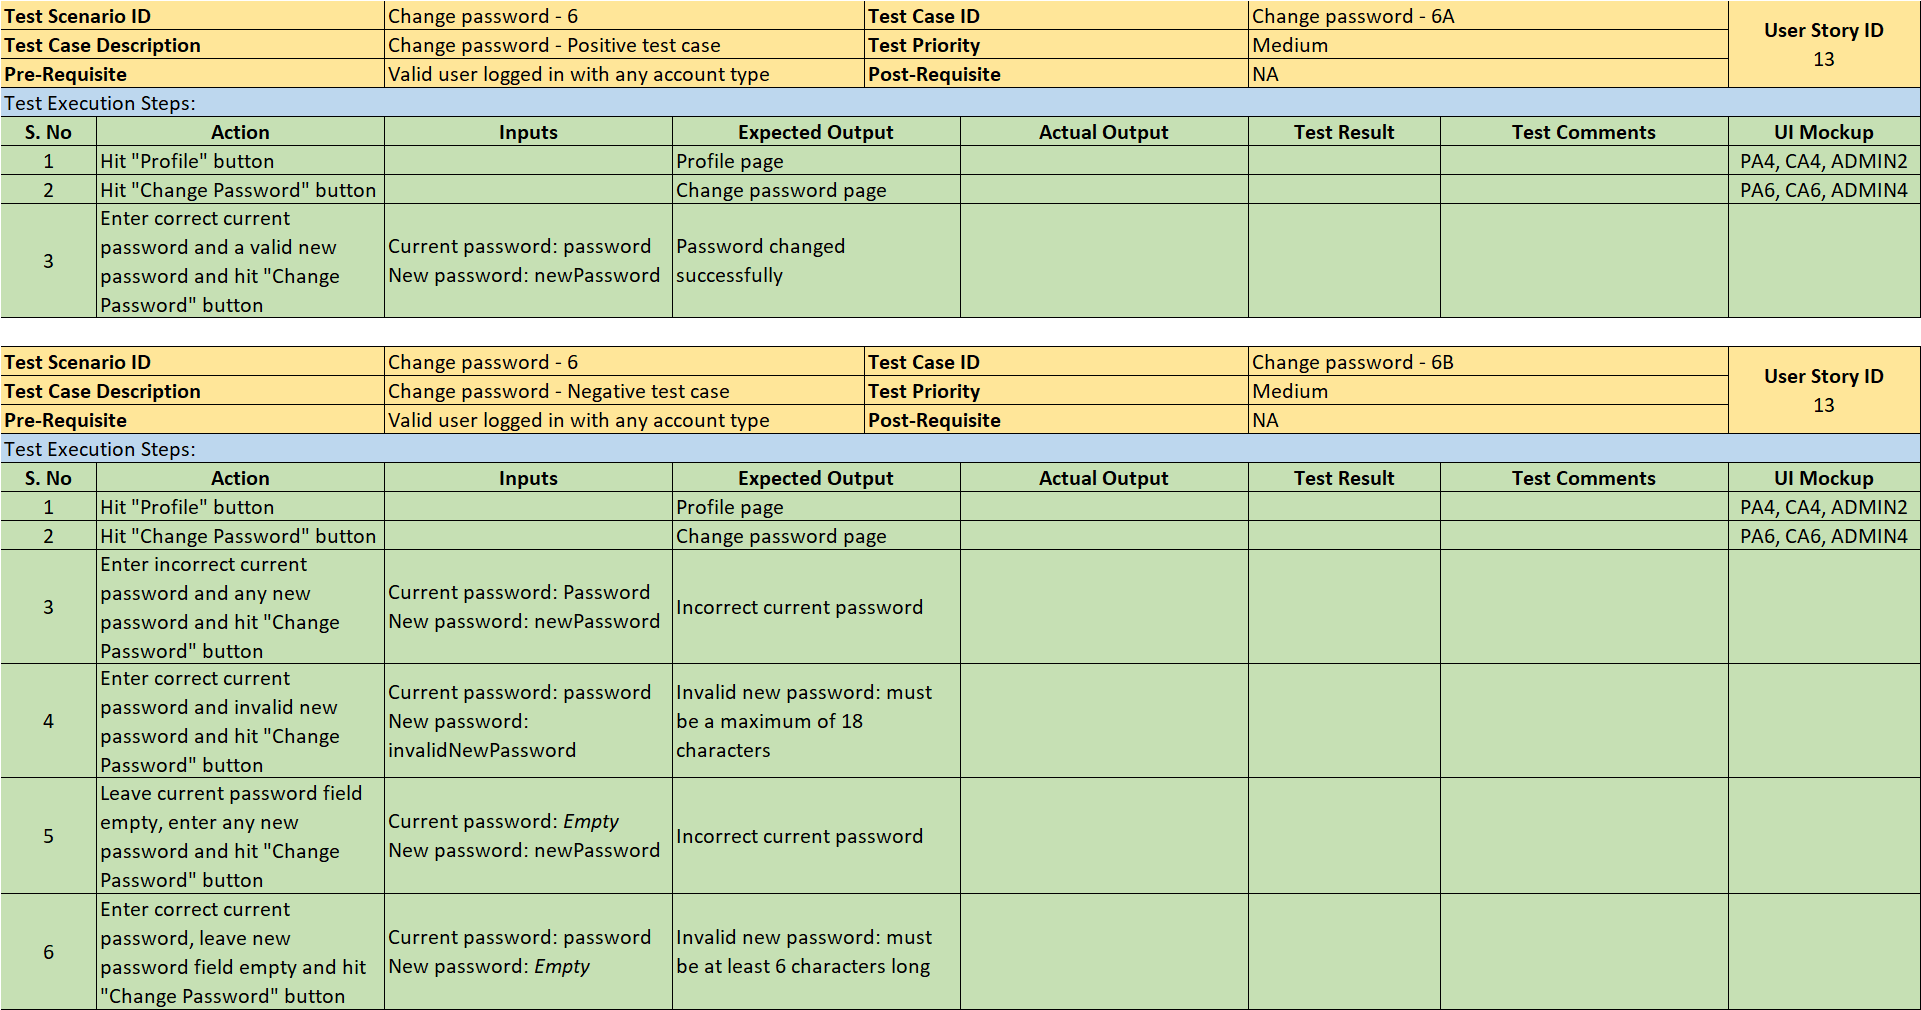 Test Scenario ID Change password - 6 Test Case ID Change password - 6A User Story ID
Test Case Description Change password - Positive test case Test Priority Medium 13
Pre-Requisite Valid user logged in with any account type Post-Requisite NA
Test Execution Steps:
S. No Action Inputs Expected Output Actual Output Test Result Test Comments UI Mockup
1 Hit "Profile" button Profile page PA4, CA4, ADMIN2
2 Hit "Change Password" button Change password page PA6, CA6, ADMIN4
3
Enter correct current
password and a valid new
password and hit "Change
Password" button
Current password: password
New password: newPassword
Password changed
successfully
Test Scenario ID Change password - 6 Test Case ID Change password - 6B User Story ID
Test Case Description Change password - Negative test case Test Priority Medium 13
Pre-Requisite Valid user logged in with any account type Post-Requisite NA
Test Execution Steps:
S. No Action Inputs Expected Output Actual Output Test Result Test Comments UI Mockup
1 Hit "Profile" button Profile page PA4, CA4, ADMIN2
2 Hit "Change Password" button Change password page PA6, CA6, ADMIN4
3
Enter incorrect current
password and any new
password and hit "Change
Password" button
Current password: Password
New password: newPassword
Incorrect current password
4
Enter correct current
password and invalid new
password and hit "Change
Password" button
Current password: password
New password:
invalidNewPassword
Invalid new password: must
be a maximum of 18
characters
5
Leave current password field
empty, enter any new
password and hit "Change
Password" button
Current password: Empty
New password: newPassword
Incorrect current password
6
Enter correct current
password, leave new
password field empty and hit
"Change Password" button
Current password: password
New password: Empty
Invalid new password: must
be at least 6 characters long